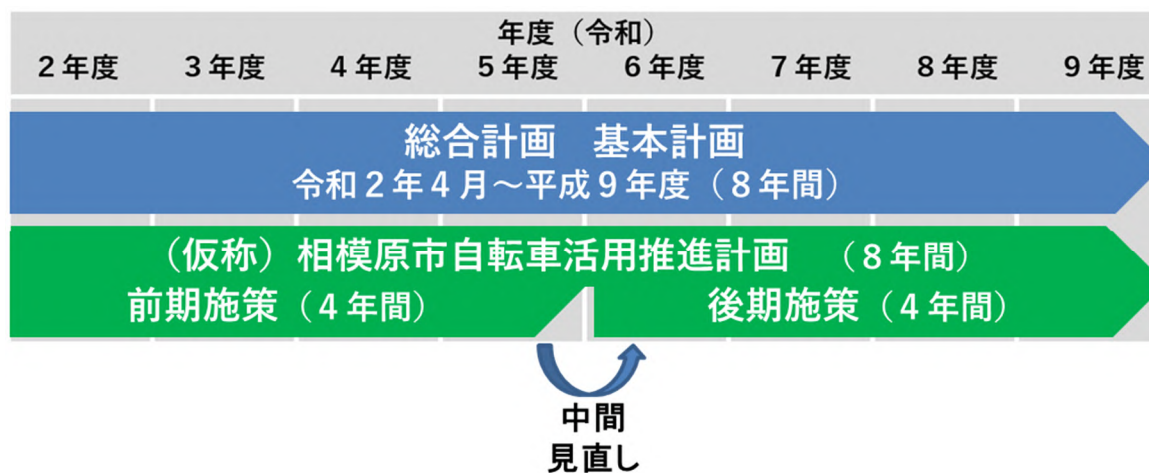 年度（令和）
2年度 3年度 4年度 5年度 6年度 7年度 8年度 9年度
総合計画　基本計画
令和2年4月～平成9年度（8年間）
（仮称）相模原市自転車活用推進計画　（8年間）
前期施策（4年間） 後期施策（4年間）
中間
見直し